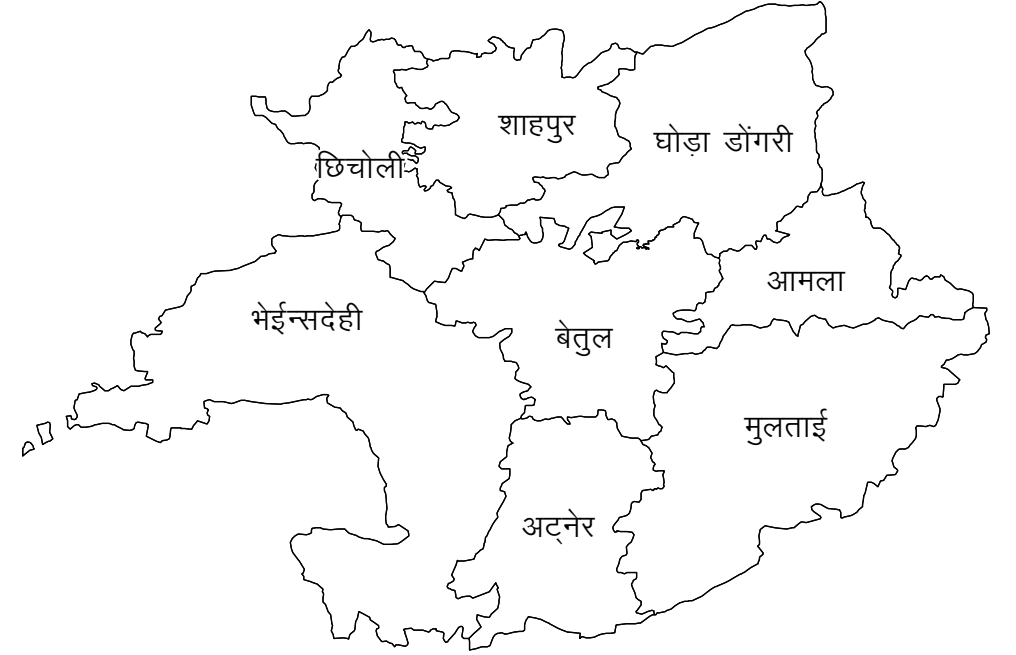 शाहपुर
घोड़ा डोंगरी
छिचोली
आमला
भेईन्सदेही
बेतुल
मुलताई
अट्नेर